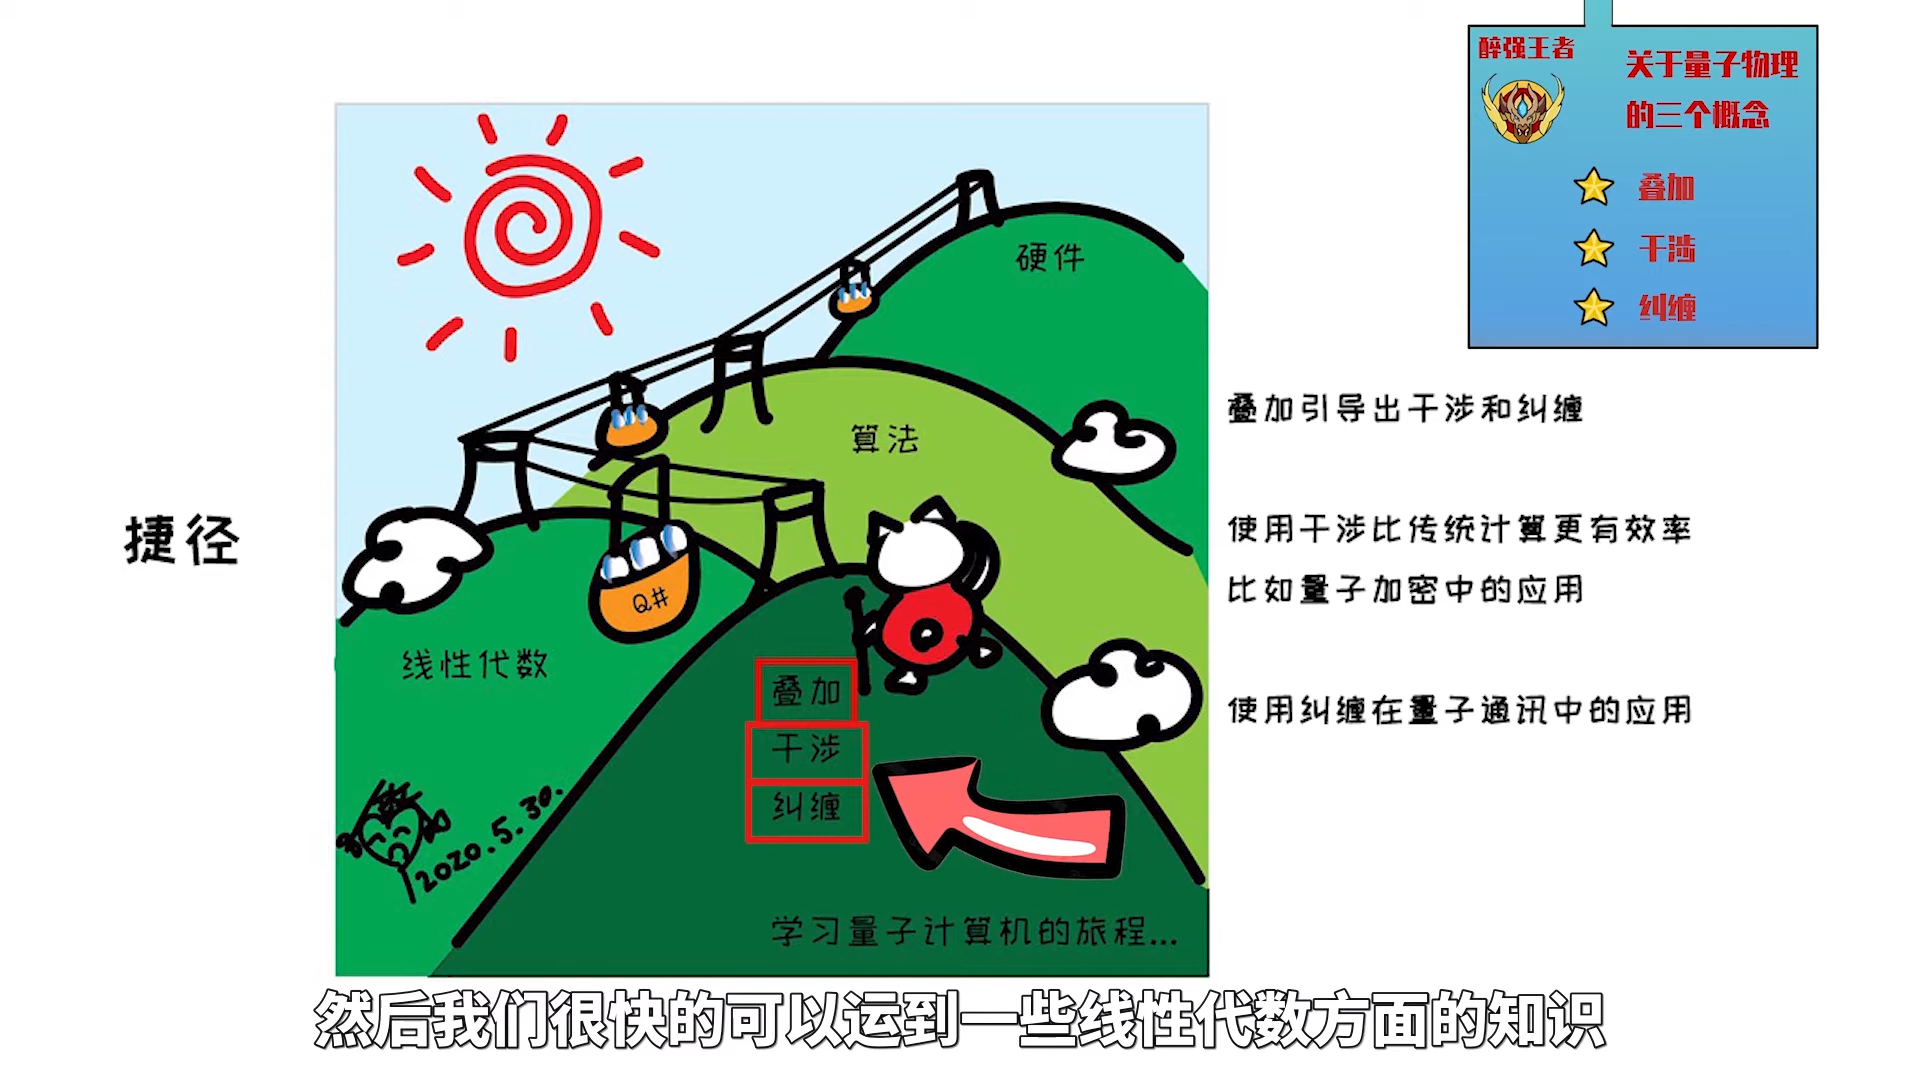 醉强王者
关于量子物理
的三个概念
叠加
干涉
纠缠
硬件
算法
叠加引导出干涉和纠缠
捷径
使用干涉比传统计算更有效率
比如量子加密中的应用
Q#
线性代数
叠加
干涉
纠缠
使用纠缠在量子通讯中的应用
2020.5.30.
学习量子计算机的旅程...
然后我们很快的可以运到一些线性代数方面的知识